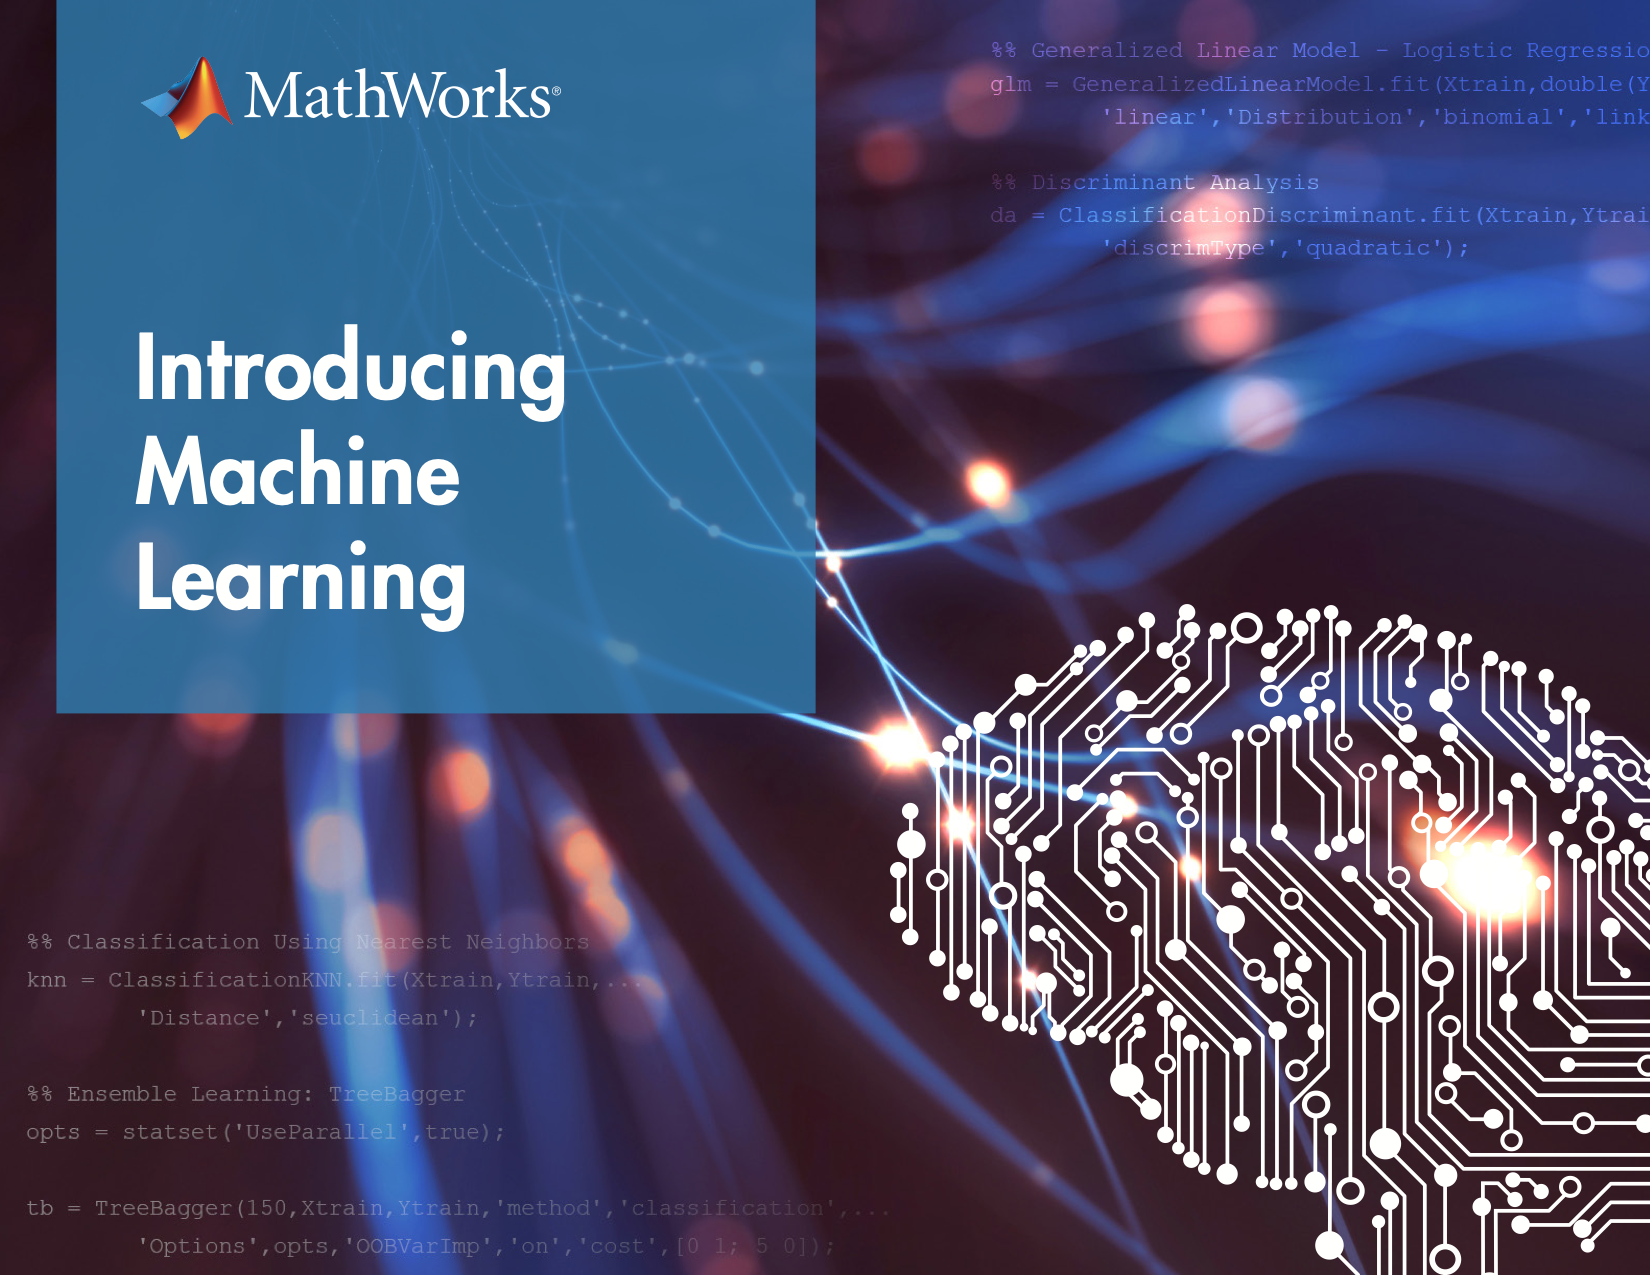 MathWorks®
Introducing
Machine
Learning
%% Generalized Linear Model - Logistic Regressio
glm = GeneralizedLinearModel.fit(Xtrain,double(Y
'linear','Distribution','binomial','link
%% Discriminant Analysis
da = ClassificationDiscriminant.fit(Xtrain,Ytrai
'discrimType','quadratic');
%% Classification Using Nearest Neighbors
knn = ClassificationKNN.fit(Xtrain,Ytrain,...
'Distance','seuclidean');
%% Ensemble Learning: TreeBagger
opts = statset('UseParallel',true);
tb = TreeBagger(150,Xtrain,Ytrain,'method','classification',...
'Options',opts,'OOBVarImp','on','cost',[0 1; 5 0]);